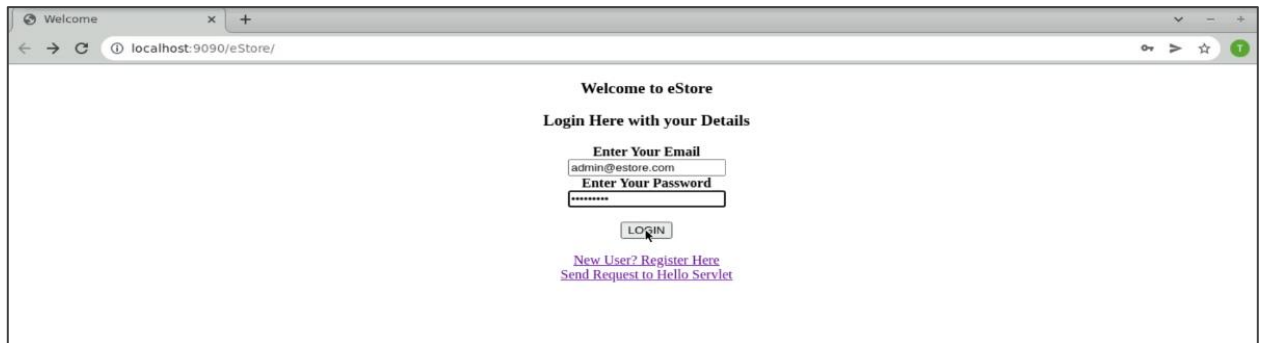 Welcome
localhost:9090/eStore/
T
Welcome to eStore
Login Here with your Details
Enter Your Email
admin@estore.com
Enter Your Password
•••••••••
LOGIN
New User? Register Here
Send Request to Hello Servlet